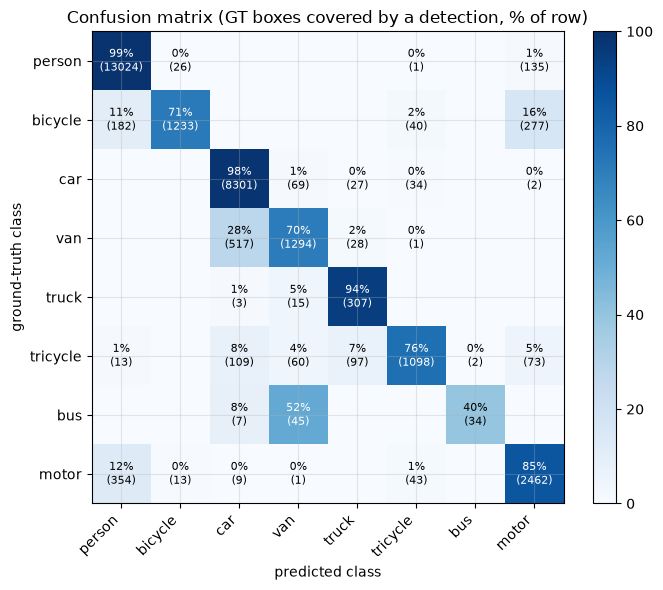 Confusion matrix (GT boxes covered by a detection, % of row)
person
99% 0% 0% 1%
(13024) (26) (1) (135)
bicycle
11% 71% 2% 16%
(182) (1233) (40) (277)
car
98% 1% 0% 0% 0%
(8301) (69) (27) (34) (2)
van
28% 70% 2% 0%
(517) (1294) (28) (1)
truck
1% 5% 94%
(3) (15) (307)
tricycle
1% 8% 4% 7% 76% 0% 5%
(13) (109) (60) (97) (1098) (2) (73)
bus
8% 52% 40%
(7) (45) (34)
motor
12% 0% 0% 0% 1% 85%
(354) (13) (9) (1) (43) (2462)
ground-truth class
person bicycle car van truck tricycle bus motor
predicted class
100
80
60
40
20
0